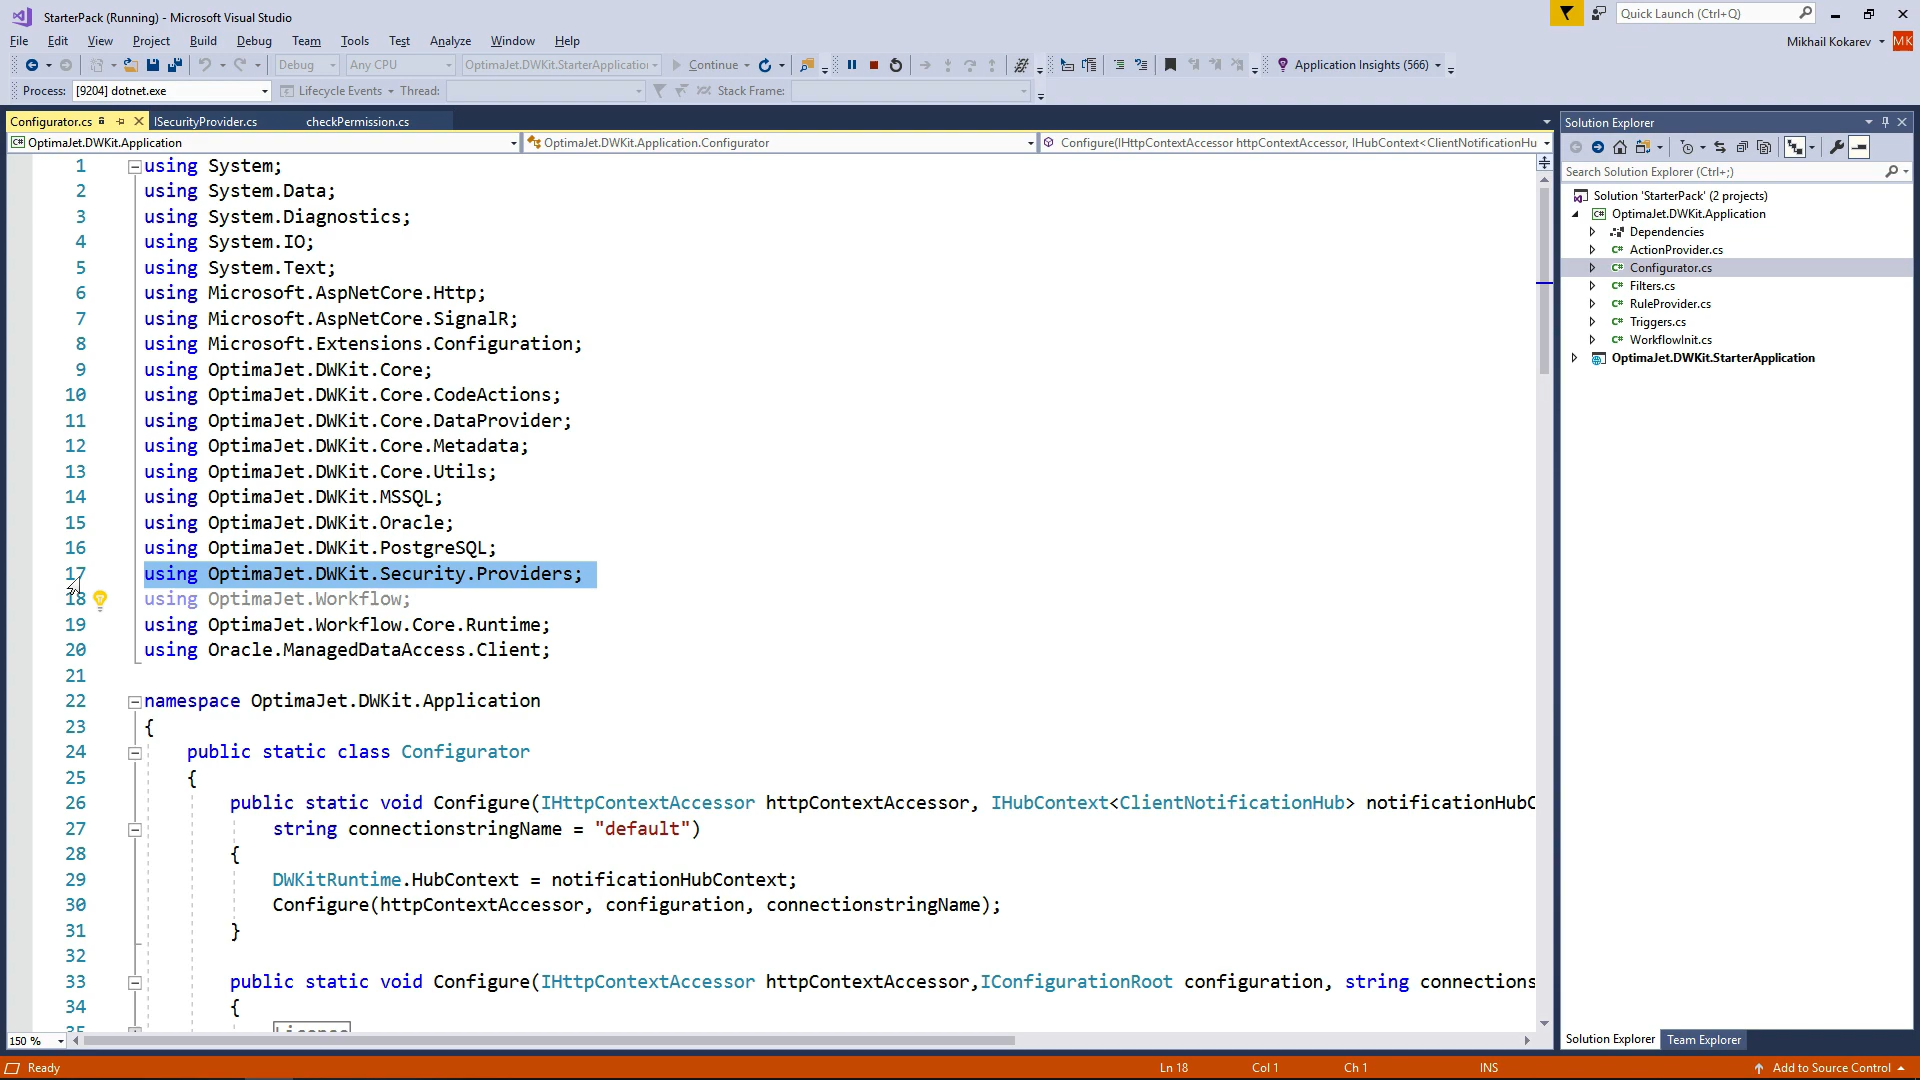 StarterPack (Running) - Microsoft Visual Studio
Quick Launch (Ctrl+Q)
File Edit View Project Build Debug Team Tools Test Analyze Window Help
Mikhail Kokarev MK
Debug Any CPU OptimaJet.DWKit.StarterApplication Continue Application Insights (566)
Process: [9204] dotnet.exe Lifecycle Events Thread: Stack Frame:
Configurator.cs ISecurityProvider.cs checkPermission.cs
Solution Explorer
OptimaJet.DWKit.Application OptimaJet.DWKit.Application.Configurator Configure(IHttpContextAccessor httpContextAccessor, IHubContext<ClientNotificationHu
Search Solution Explorer (Ctrl+;)
Solution 'StarterPack' (2 projects)
OptimaJet.DWKit.Application
Dependencies
ActionProvider.cs
Configurator.cs
Filters.cs
RuleProvider.cs
Triggers.cs
WorkflowInit.cs
OptimaJet.DWKit.StarterApplication
1 using System;
2 using System.Data;
3 using System.Diagnostics;
4 using System.IO;
5 using System.Text;
6 using Microsoft.AspNetCore.Http;
7 using Microsoft.AspNetCore.SignalR;
8 using Microsoft.Extensions.Configuration;
9 using OptimaJet.DWKit.Core;
10 using OptimaJet.DWKit.Core.CodeActions;
11 using OptimaJet.DWKit.Core.DataProvider;
12 using OptimaJet.DWKit.Core.Metadata;
13 using OptimaJet.DWKit.Core.Utils;
14 using OptimaJet.DWKit.MSSQL;
15 using OptimaJet.DWKit.Oracle;
16 using OptimaJet.DWKit.PostgreSQL;
17 using OptimaJet.DWKit.Security.Providers;
18 using OptimaJet.Workflow;
19 using OptimaJet.Workflow.Core.Runtime;
20 using Oracle.ManagedDataAccess.Client;
21
22 namespace OptimaJet.DWKit.Application
23 {
24 public static class Configurator
25 {
26 public static void Configure(IHttpContextAccessor httpContextAccessor, IHubContext<ClientNotificationHub> notificationHubC
27 string connectionstringName = "default")
28 {
29 DWKitRuntime.HubContext = notificationHubContext;
30 Configure(httpContextAccessor, configuration, connectionstringName);
31 }
32
33 public static void Configure(IHttpContextAccessor httpContextAccessor,IConfigurationRoot configuration, string connections
34 {
35 License
150 %
Solution Explorer Team Explorer
Ready Ln 18 Col 1 Ch 1 INS Add to Source Control